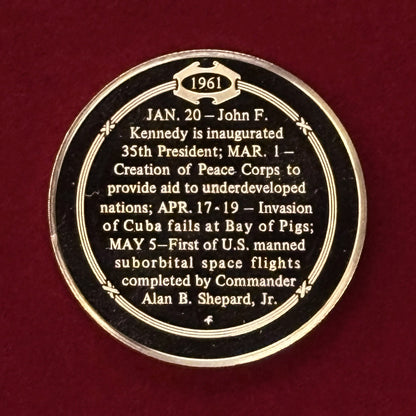 1961
JAN. 20 – John F.
Kennedy is inaugurated
35th President; MAR. 1 –
Creation of Peace Corps to
provide aid to underdeveloped
nations; APR. 17-19 – Invasion
of Cuba fails at Bay of Pigs;
MAY 5–First of U.S. manned
suborbital space flights
completed by Commander
Alan B. Shepard, Jr.